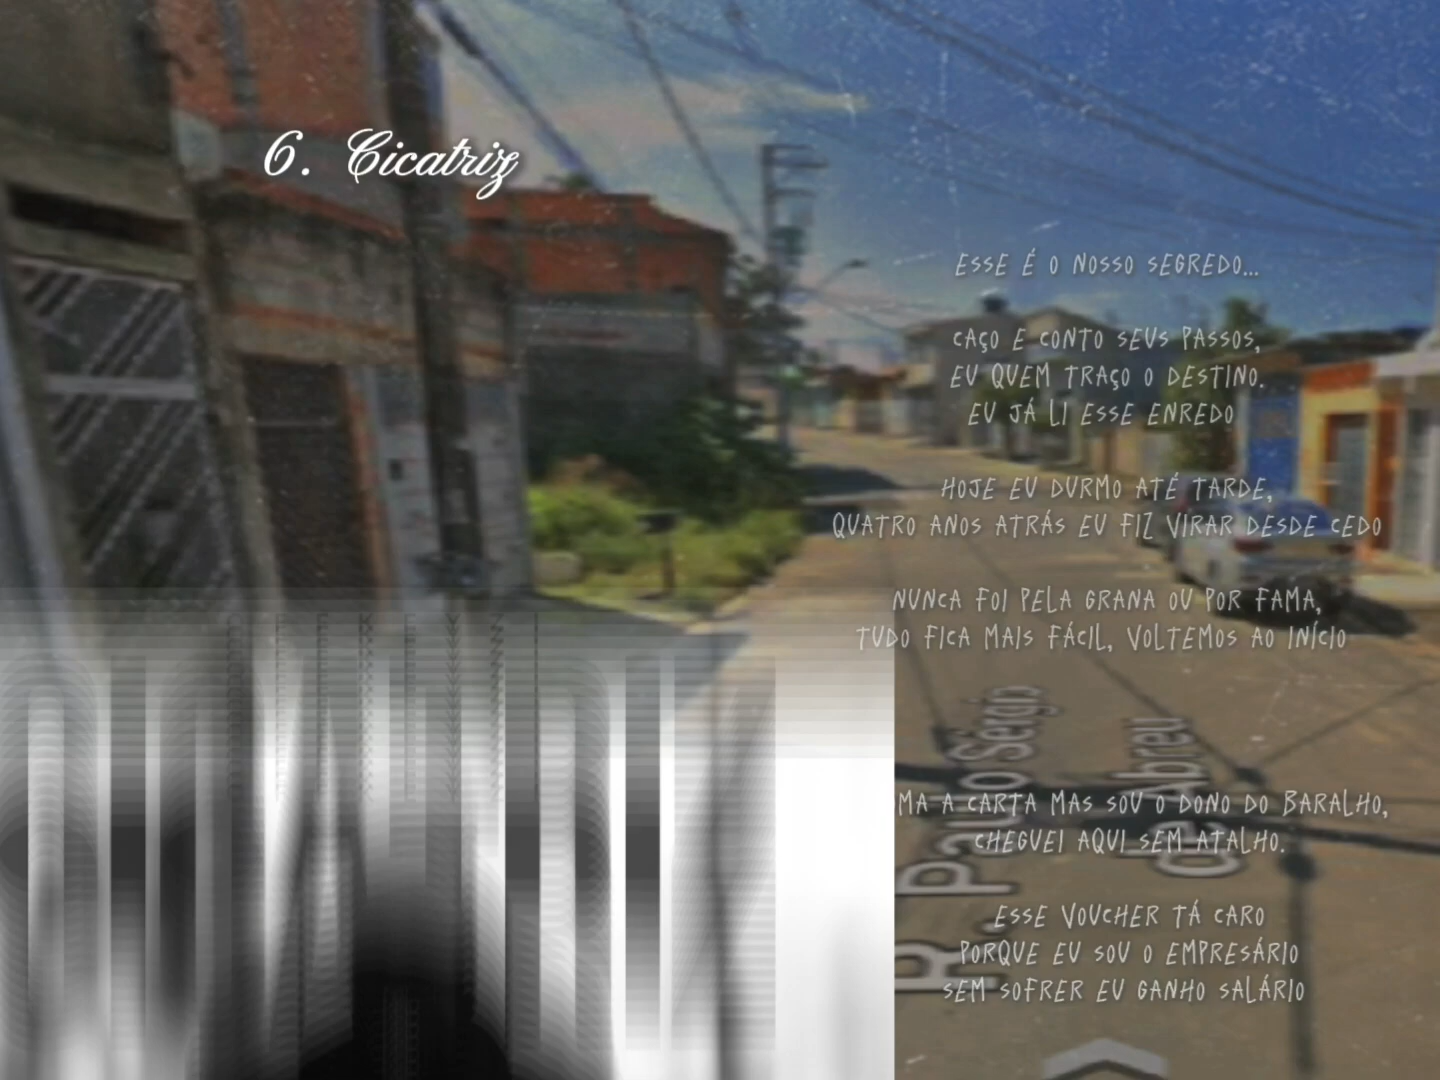 6. Cicatriz
ESSE É O NOSSO SEGREDO...
CAÇO E CONTO SEUS PASSOS,
EU QUEM TRAÇO O DESTINO.
EU JÁ LI ESSE ENREDO
HOJE EU DURMO ATÉ TARDE,
QUATRO ANOS ATRÁS EU FIZ VIRAR DESDE CEDO
NUNCA FOI PELA GRANA OU POR FAMA,
TUDO FICA MAIS FÁCIL, VOLTEMOS AO INÍCIO
MA A CARTA MAS SOU O DONO DO BARALHO,
CHEGUEI AQUI SEM ATALHO.
ESSE VOUCHER TÁ CARO
PORQUE EU SOU O EMPRESÁRIO
SEM SOFRER EU GANHO SALÁRIO
R. Paulo Sérgio
de Abreu